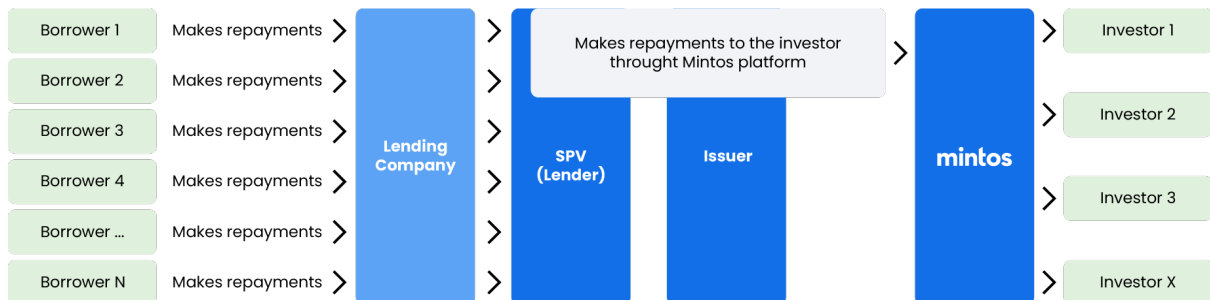 Borrower 1 Makes repayments
Borrower 2 Makes repayments
Borrower 3 Makes repayments
Borrower 4 Makes repayments
Borrower ... Makes repayments
Borrower N Makes repayments
Lending
Company
SPV
(Lender)
Issuer
Makes repayments to the investor
throught Mintos platform
mintos
Investor 1
Investor 2
Investor 3
Investor X